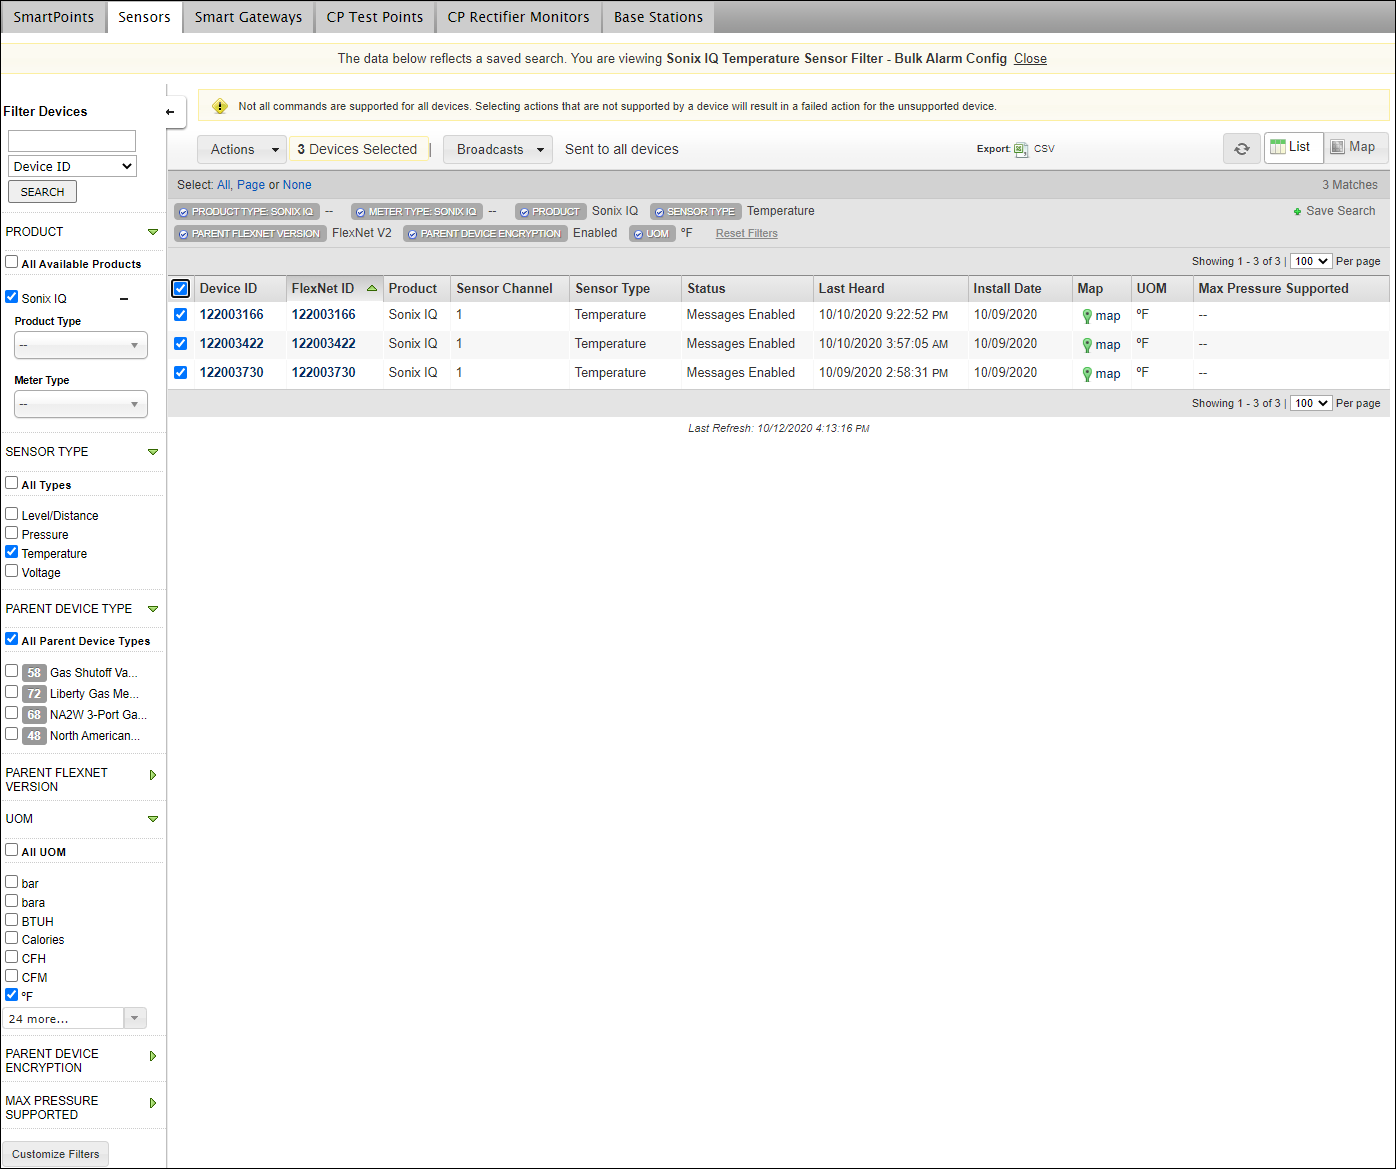 SmartPoints Sensors Smart Gateways CP Test Points CP Rectifier Monitors Base Stations
The data below reflects a saved search. You are viewing Sonix IQ Temperature Sensor Filter - Bulk Alarm Config Close
Filter Devices
Device ID
SEARCH
PRODUCT
All Available Products
Sonix IQ
Product Type
--
Meter Type
--
SENSOR TYPE
All Types
Level/Distance
Pressure
Temperature
Voltage
PARENT DEVICE TYPE
All Parent Device Types
58 Gas Shutoff Va...
72 Liberty Gas Me...
68 NA2W 3-Port Ga...
48 North American...
PARENT FLEXNET
VERSION
UOM
All UOM
bar
bara
BTUH
Calories
CFH
CFM
ºF
24 more...
PARENT DEVICE
ENCRYPTION
MAX PRESSURE
SUPPORTED
Customize Filters
Not all commands are supported for all devices. Selecting actions that are not supported by a device will result in a failed action for the unsupported device.
Actions 3 Devices Selected | Broadcasts Sent to all devices Export: CSV List Map
Select: All, Page or None 3 Matches
PRODUCT TYPE: SONIX IQ -- METER TYPE: SONIX IQ -- PRODUCT Sonix IQ SENSOR TYPE Temperature Save Search
PARENT FLEXNET VERSION FlexNet V2 PARENT DEVICE ENCRYPTION Enabled UOM ºF Reset Filters
Showing 1 - 3 of 3 | 100 Per page
Device ID FlexNet ID Product Sensor Channel Sensor Type Status Last Heard Install Date Map UOM Max Pressure Supported
122003166 122003166 Sonix IQ 1 Temperature Messages Enabled 10/10/2020 9:22:52 PM 10/09/2020 map ºF --
122003422 122003422 Sonix IQ 1 Temperature Messages Enabled 10/10/2020 3:57:05 AM 10/09/2020 map ºF --
122003730 122003730 Sonix IQ 1 Temperature Messages Enabled 10/09/2020 2:58:31 PM 10/09/2020 map ºF --
Showing 1 - 3 of 3 | 100 Per page
Last Refresh: 10/12/2020 4:13:16 PM